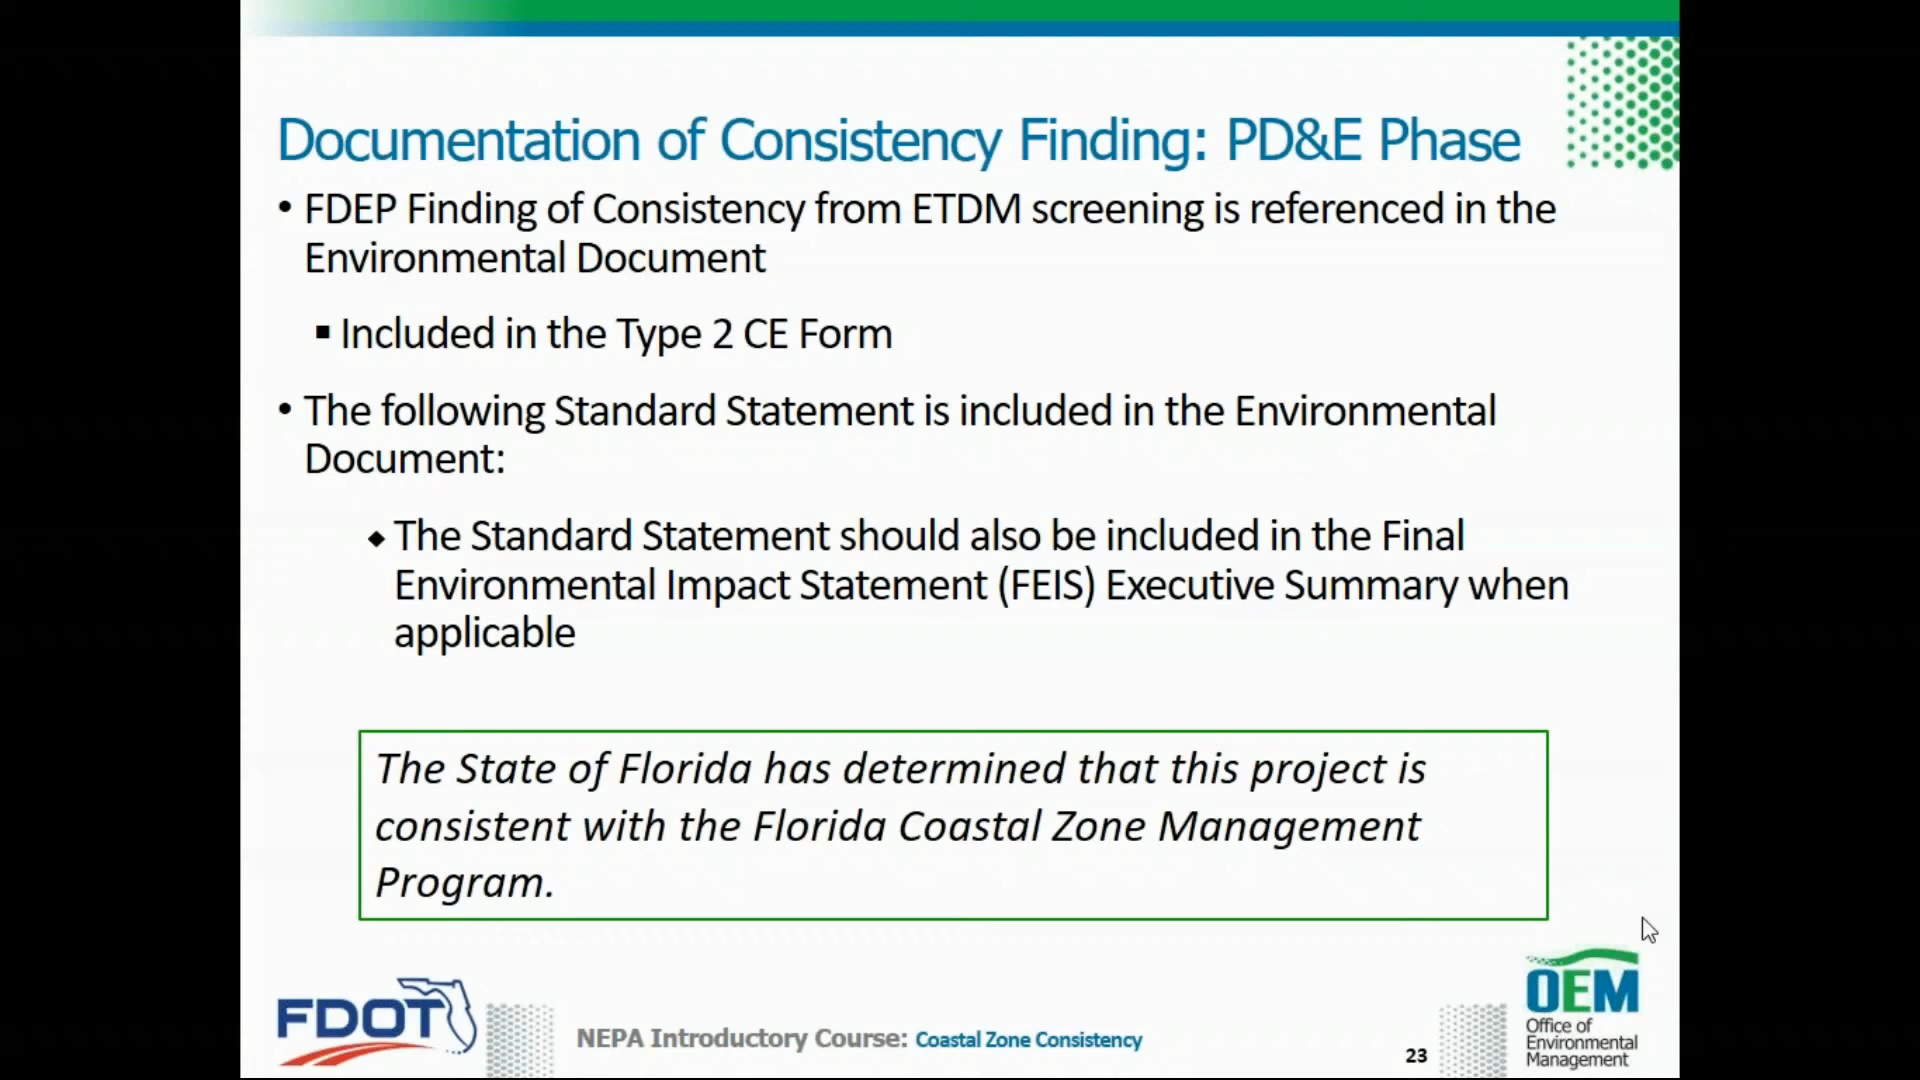 Documentation of Consistency Finding: PD&E Phase
• FDEP Finding of Consistency from ETDM screening is referenced in the
Environmental Document
▪ Included in the Type 2 CE Form
• The following Standard Statement is included in the Environmental
Document:
◆ The Standard Statement should also be included in the Final
Environmental Impact Statement (FEIS) Executive Summary when
applicable
The State of Florida has determined that this project is
consistent with the Florida Coastal Zone Management
Program.
FDOT
NEPA Introductory Course: Coastal Zone Consistency
23
OEM
Office of
Environmental
Management